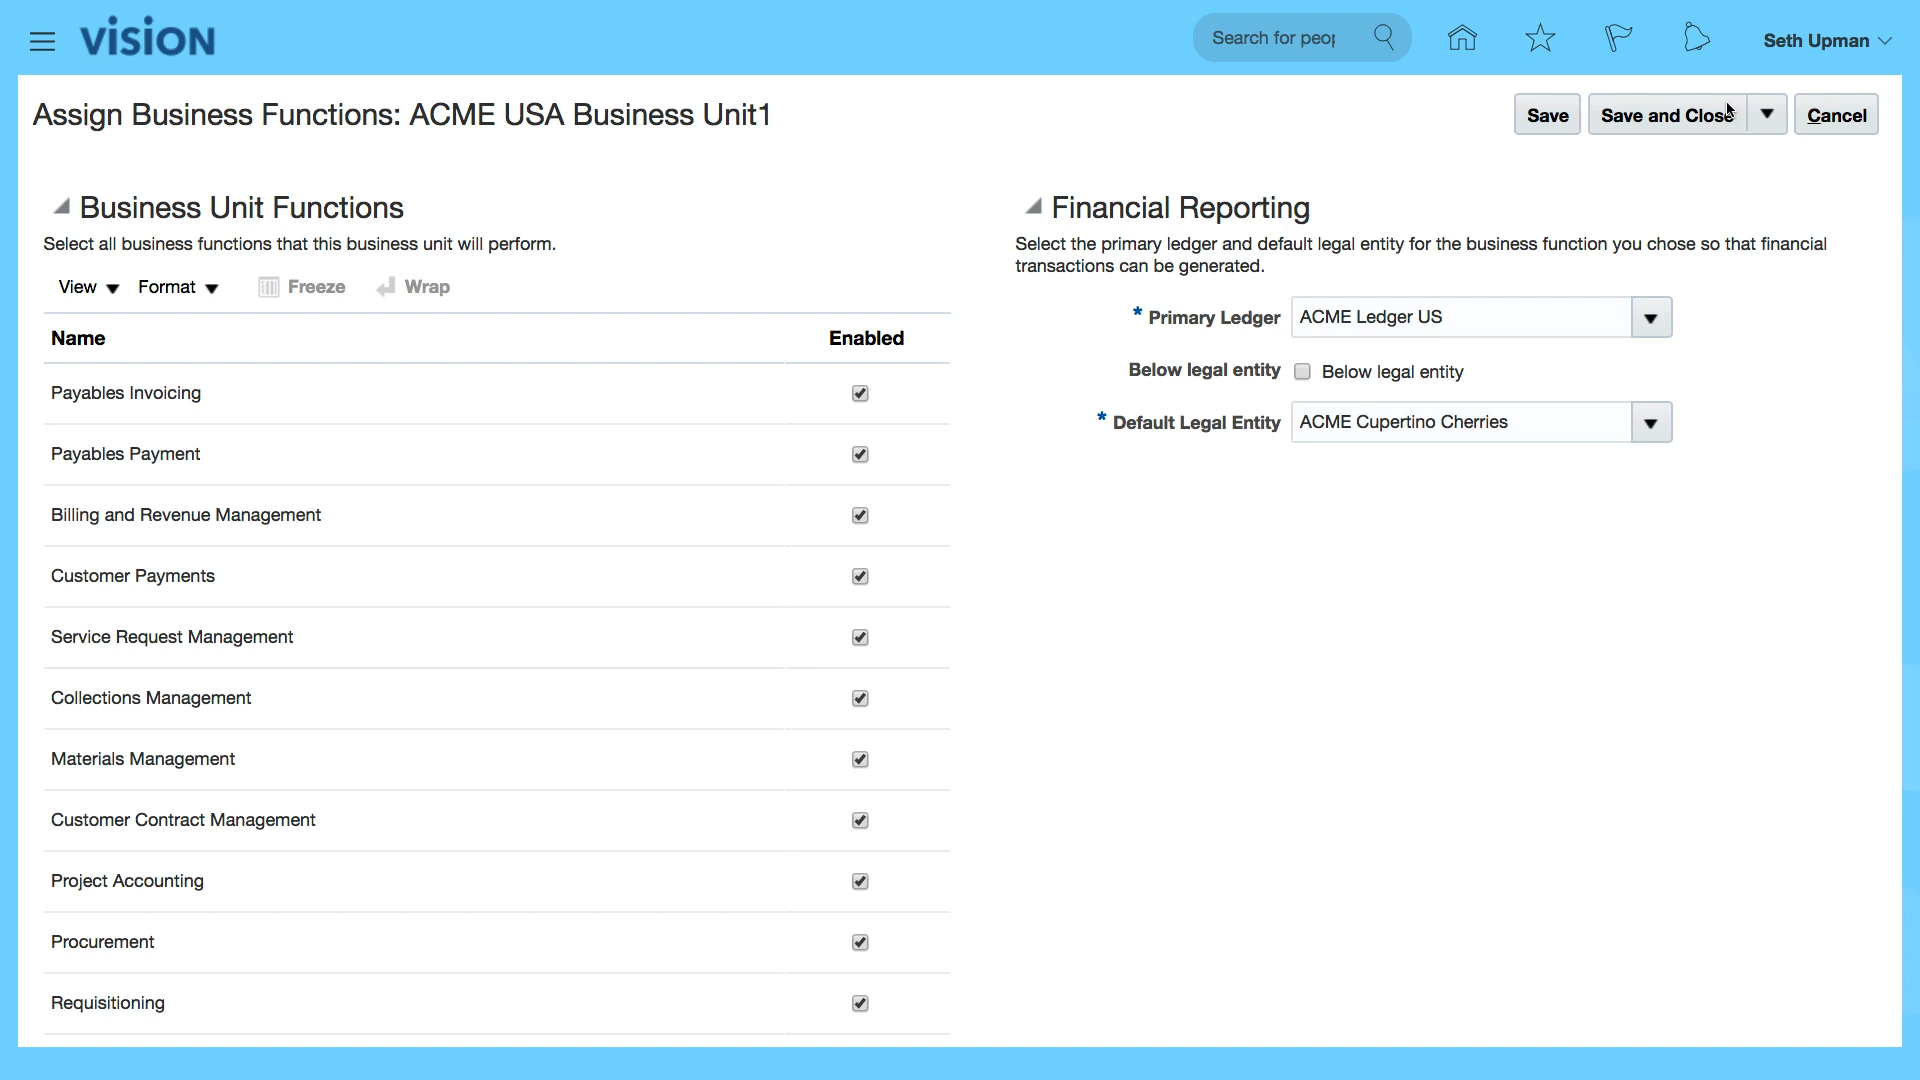 vision
Search for peop
Seth Upman
Assign Business Functions: ACME USA Business Unit1
Save
Save and Close
Cancel
Business Unit Functions
Select all business functions that this business unit will perform.
View
Format
Freeze
Wrap
Name
Enabled
Payables Invoicing
Payables Payment
Billing and Revenue Management
Customer Payments
Service Request Management
Collections Management
Materials Management
Customer Contract Management
Project Accounting
Procurement
Requisitioning
Financial Reporting
Select the primary ledger and default legal entity for the business function you chose so that financial
transactions can be generated.
* Primary Ledger ACME Ledger US
Below legal entity Below legal entity
* Default Legal Entity ACME Cupertino Cherries